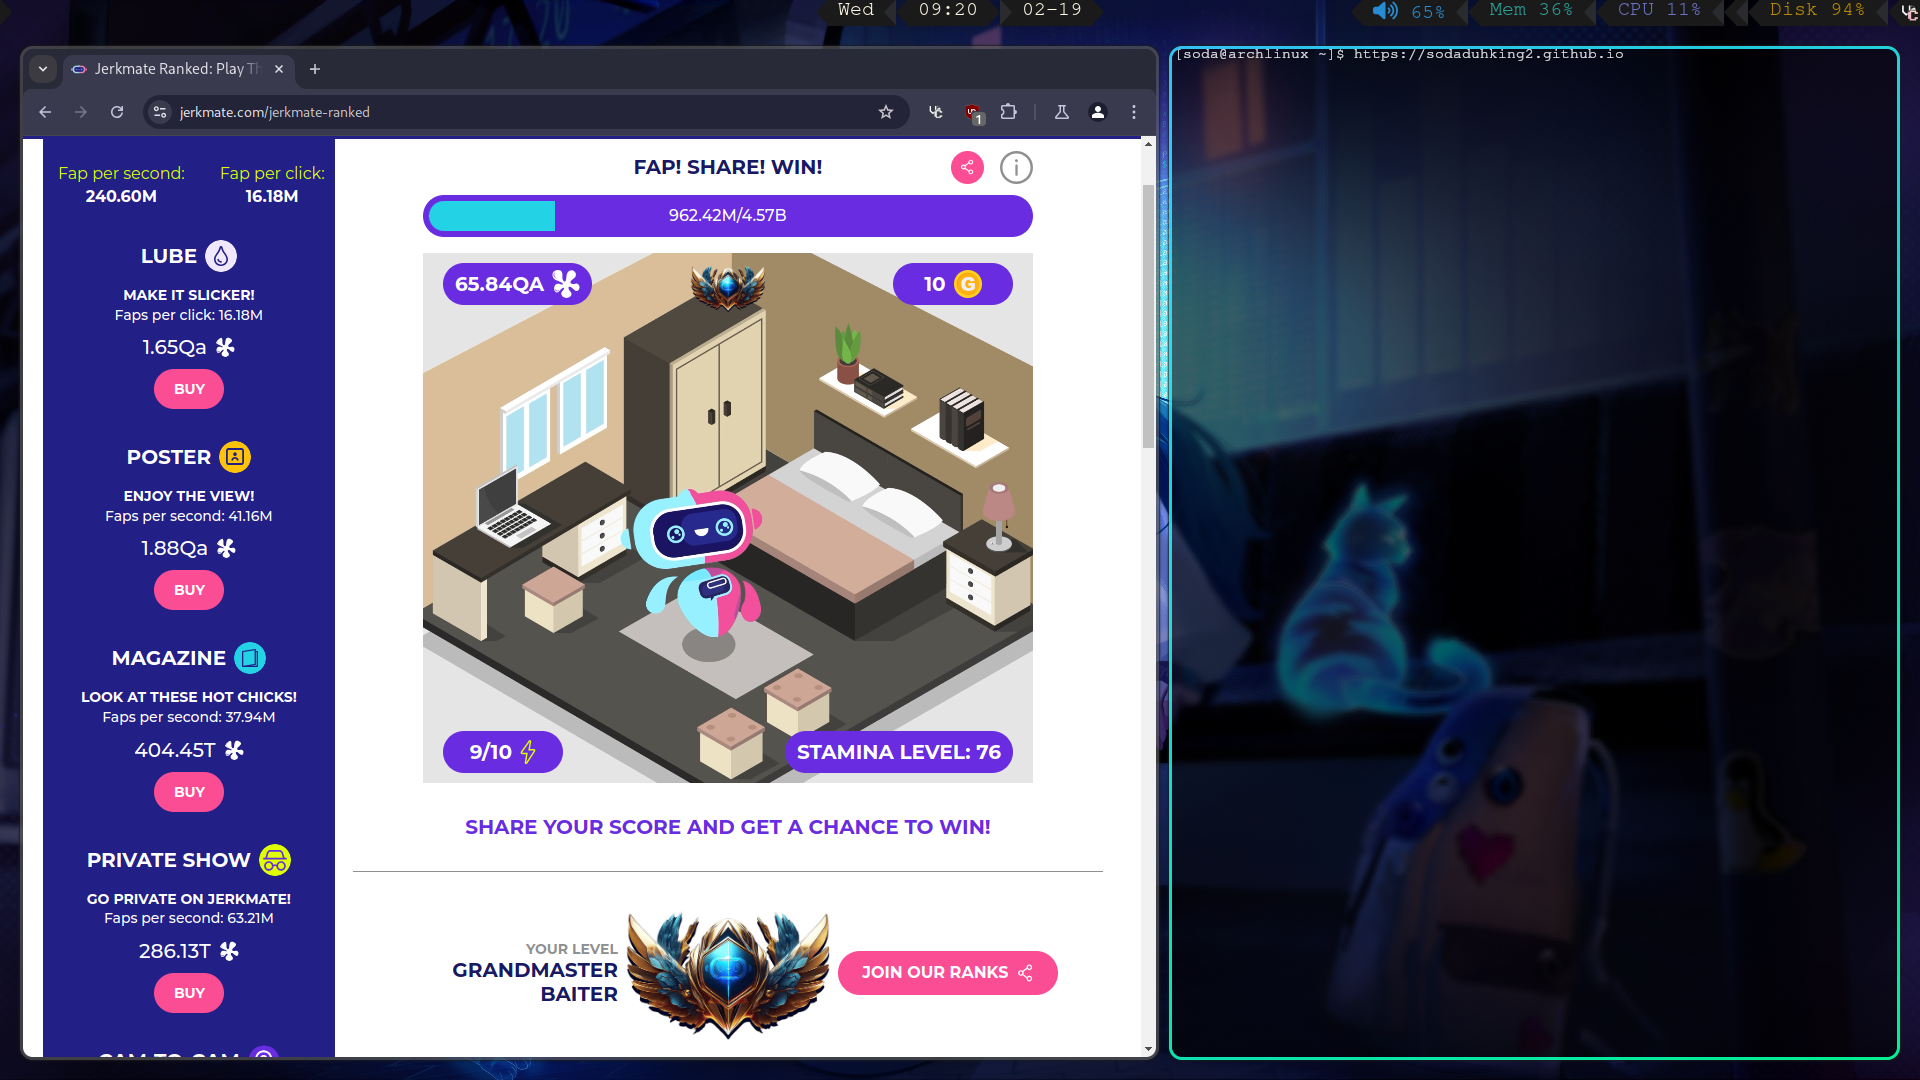 Wed
09:20
02-19
65%
Mem 36%
CPU 11%
Disk 94%
Jerkmate Ranked: Play Th
jerkmate.com/jerkmate-ranked
1
[soda@archlinux ~]$ https://sodaduhking2.github.io
Fap per second:
240.60M
Fap per click:
16.18M
LUBE
MAKE IT SLICKER!
Faps per click: 16.18M
1.65Qa
BUY
POSTER
ENJOY THE VIEW!
Faps per second: 41.16M
1.88Qa
BUY
MAGAZINE
LOOK AT THESE HOT CHICKS!
Faps per second: 37.94M
404.45T
BUY
PRIVATE SHOW
GO PRIVATE ON JERKMATE!
Faps per second: 63.21M
286.13T
BUY
CAM TO CAM
FAP! SHARE! WIN!
962.42M/4.57B
65.84QA
10 G
9/10
STAMINA LEVEL: 76
SHARE YOUR SCORE AND GET A CHANCE TO WIN!
YOUR LEVEL
GRANDMASTER
BAITER
JOIN OUR RANKS